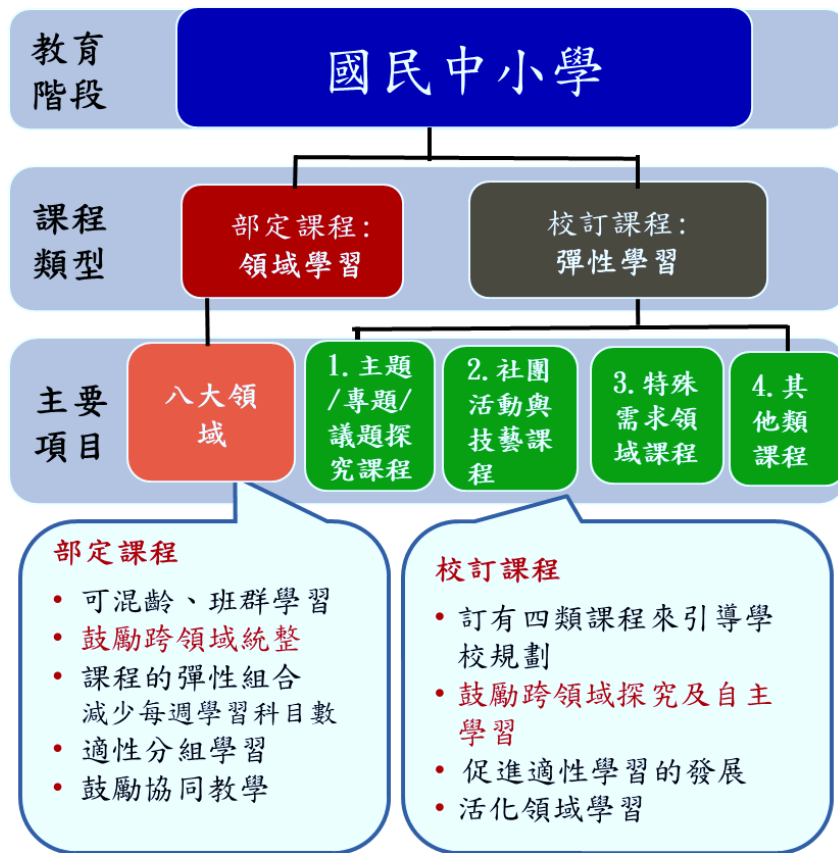 教育
階段
國民中小學
課程
類型
部定課程:
領域學習
校訂課程:
彈性學習
主要
項目
八大領
域
1.主題
/專題/
議題探
究課程
2.社團
活動與
技藝課
程
3.特殊
需求領
域課程
4.其
他類
課程
部定課程
• 可混齡、班群學習
• 鼓勵跨領域統整
• 課程的彈性組合
減少每週學習科目數
• 適性分組學習
• 鼓勵協同教學
校訂課程
• 訂有四類課程來引導學
校規劃
• 鼓勵跨領域探究及自主
學習
• 促進適性學習的發展
• 活化領域學習